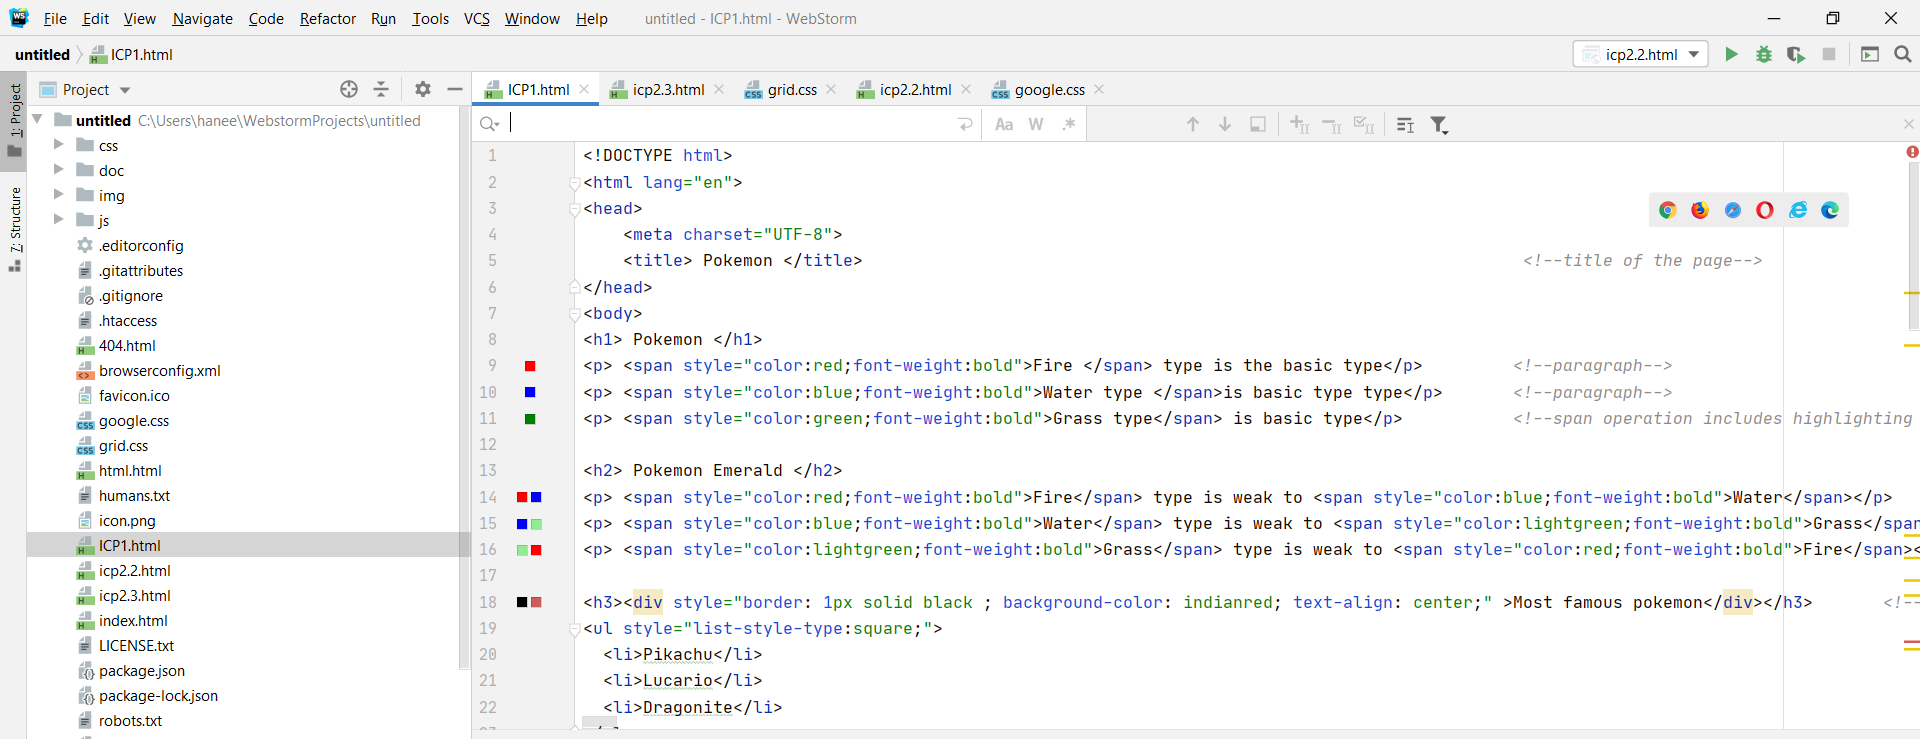 File Edit View Navigate Code Refactor Run Tools VCS Window Help untitled - ICP1.html - WebStorm
untitled ICP1.html icp2.2.html
1: Project
7: Structure
Project
untitled C:\Users\hanee\WebstormProjects\untitled
css
doc
img
js
.editorconfig
.gitattributes
.gitignore
.htaccess
404.html
browserconfig.xml
favicon.ico
google.css
grid.css
html.html
humans.txt
icon.png
ICP1.html
icp2.2.html
icp2.3.html
index.html
LICENSE.txt
package.json
package-lock.json
robots.txt
ICP1.html icp2.3.html grid.css icp2.2.html google.css
Aa W .*
1 <!DOCTYPE html>
2 <html lang="en">
3 <head>
4 <meta charset="UTF-8">
5 <title> Pokemon </title> <!--title of the page-->
6 </head>
7 <body>
8 <h1> Pokemon </h1>
9 <p> <span style="color:red;font-weight:bold">Fire </span> type is the basic type</p> <!--paragraph-->
10 <p> <span style="color:blue;font-weight:bold">Water type </span>is basic type type</p> <!--paragraph-->
11 <p> <span style="color:green;font-weight:bold">Grass type</span> is basic type</p> <!--span operation includes highlighting
12
13 <h2> Pokemon Emerald </h2>
14 <p> <span style="color:red;font-weight:bold">Fire</span> type is weak to <span style="color:blue;font-weight:bold">Water</span></p>
15 <p> <span style="color:blue;font-weight:bold">Water</span> type is weak to <span style="color:lightgreen;font-weight:bold">Grass</span
16 <p> <span style="color:lightgreen;font-weight:bold">Grass</span> type is weak to <span style="color:red;font-weight:bold">Fire</span><
17
18 <h3><div style="border: 1px solid black ; background-color: indianred; text-align: center;" >Most famous pokemon</div></h3> <!--
19 <ul style="list-style-type:square;">
20 <li>Pikachu</li>
21 <li>Lucario</li>
22 <li>Dragonite</li>